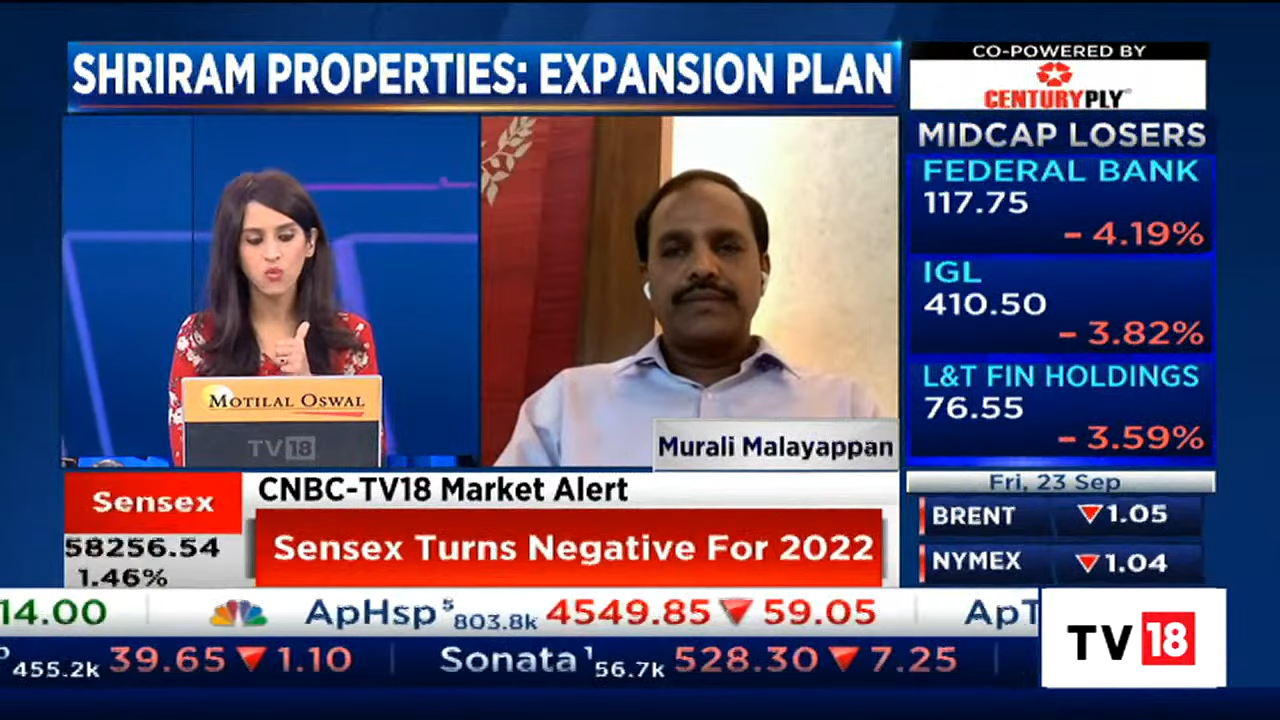 SHRIRAM PROPERTIES: EXPANSION PLAN
CO-POWERED BY
CENTURYPLY
MIDCAP LOSERS
FEDERAL BANK
117.75
– 4.19%
IGL
410.50
– 3.82%
L&T FIN HOLDINGS
76.55
– 3.59%
MOTILAL OSWAL
TV18
Murali Malayappan
Fri, 23 Sep
BRENT ▼1.05
NYMEX ▼1.04
Sensex
58256.54
1.46%
CNBC-TV18 Market Alert
Sensex Turns Negative For 2022
14.00 ApHsp 5 803.8k 4549.85 ▼ 59.05 ApT
455.2k 39.65 ▼ 1.10 Sonata 1 56.7k 528.30 ▼ 7.25
TV18